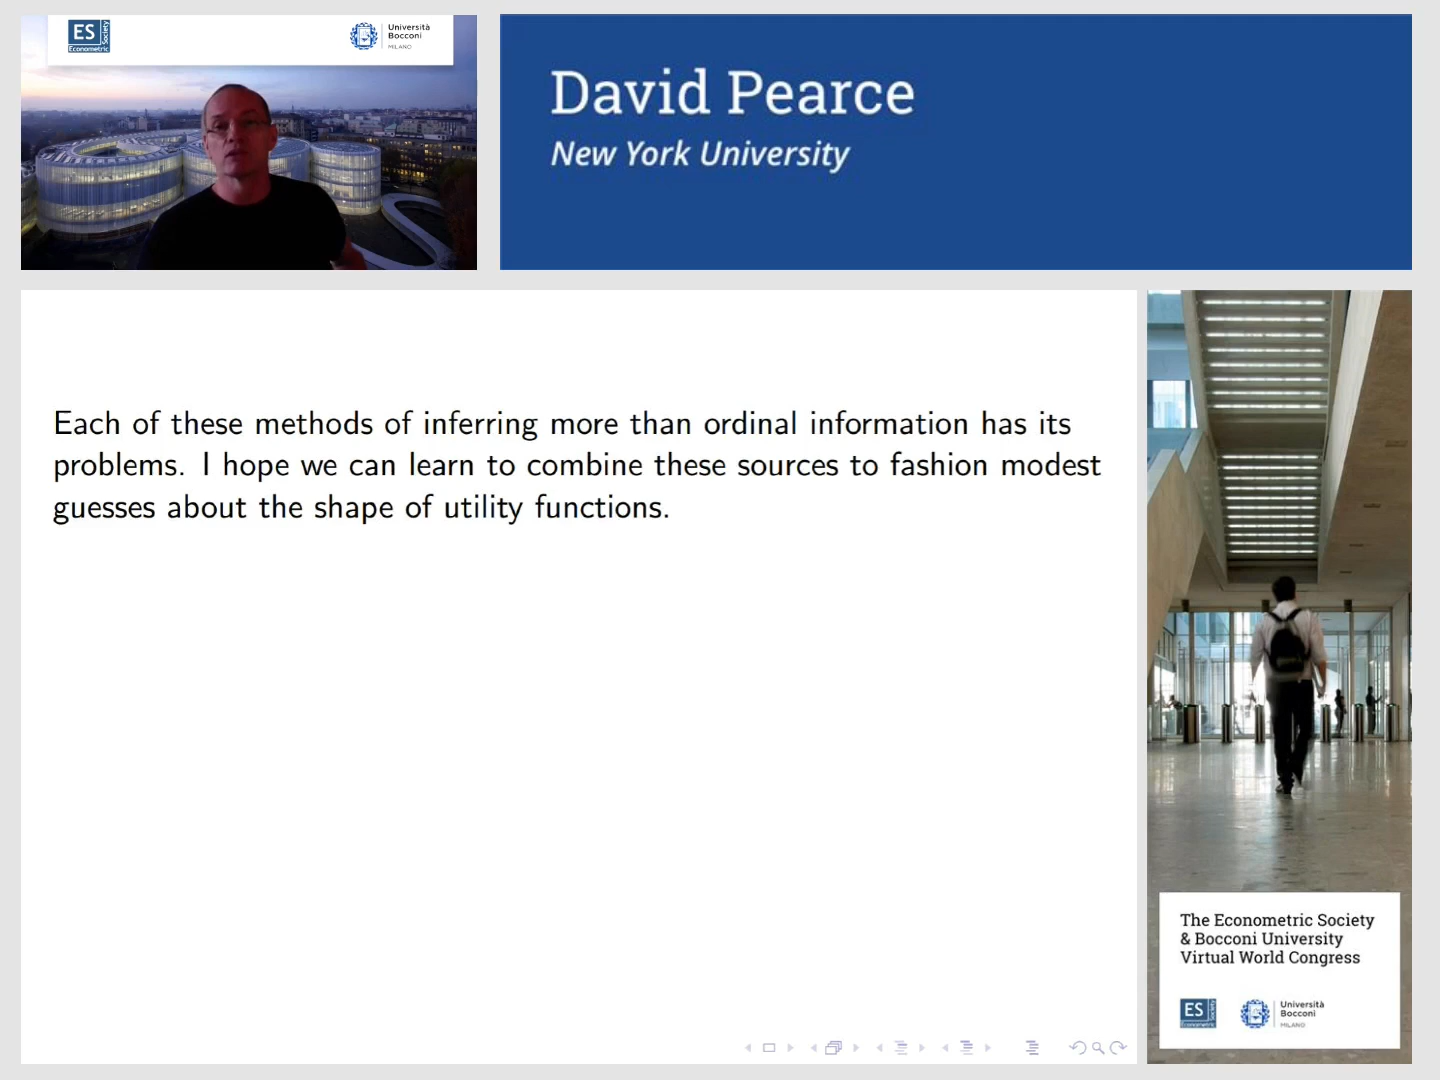 ES
Econometric
Society
Università
Bocconi
MILANO
David Pearce
New York University
Each of these methods of inferring more than ordinal information has its
problems. I hope we can learn to combine these sources to fashion modest
guesses about the shape of utility functions.
The Econometric Society
& Bocconi University
Virtual World Congress
ES
Econometric
Society
Università
Bocconi
MILANO